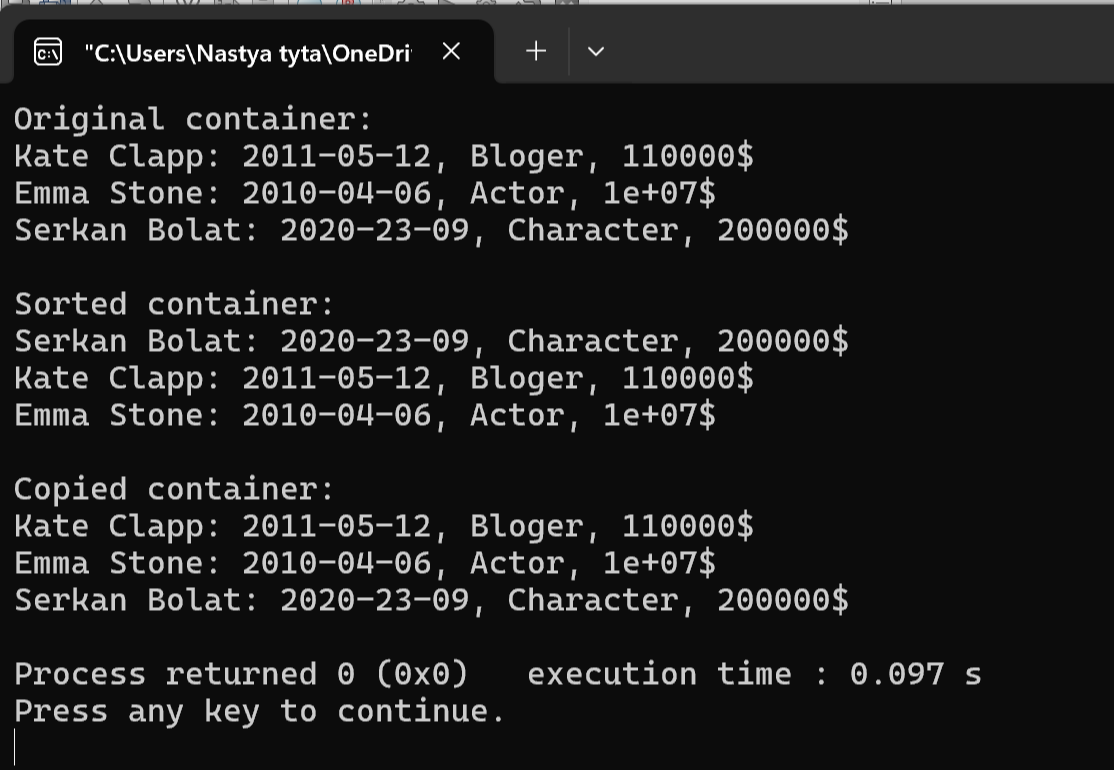 "C:\Users\Nastya tyta\OneDri
Original container:
Kate Clapp: 2011-05-12, Bloger, 110000$
Emma Stone: 2010-04-06, Actor, 1e+07$
Serkan Bolat: 2020-23-09, Character, 200000$
Sorted container:
Serkan Bolat: 2020-23-09, Character, 200000$
Kate Clapp: 2011-05-12, Bloger, 110000$
Emma Stone: 2010-04-06, Actor, 1e+07$
Copied container:
Kate Clapp: 2011-05-12, Bloger, 110000$
Emma Stone: 2010-04-06, Actor, 1e+07$
Serkan Bolat: 2020-23-09, Character, 200000$
Process returned 0 (0x0)   execution time : 0.097 s
Press any key to continue.